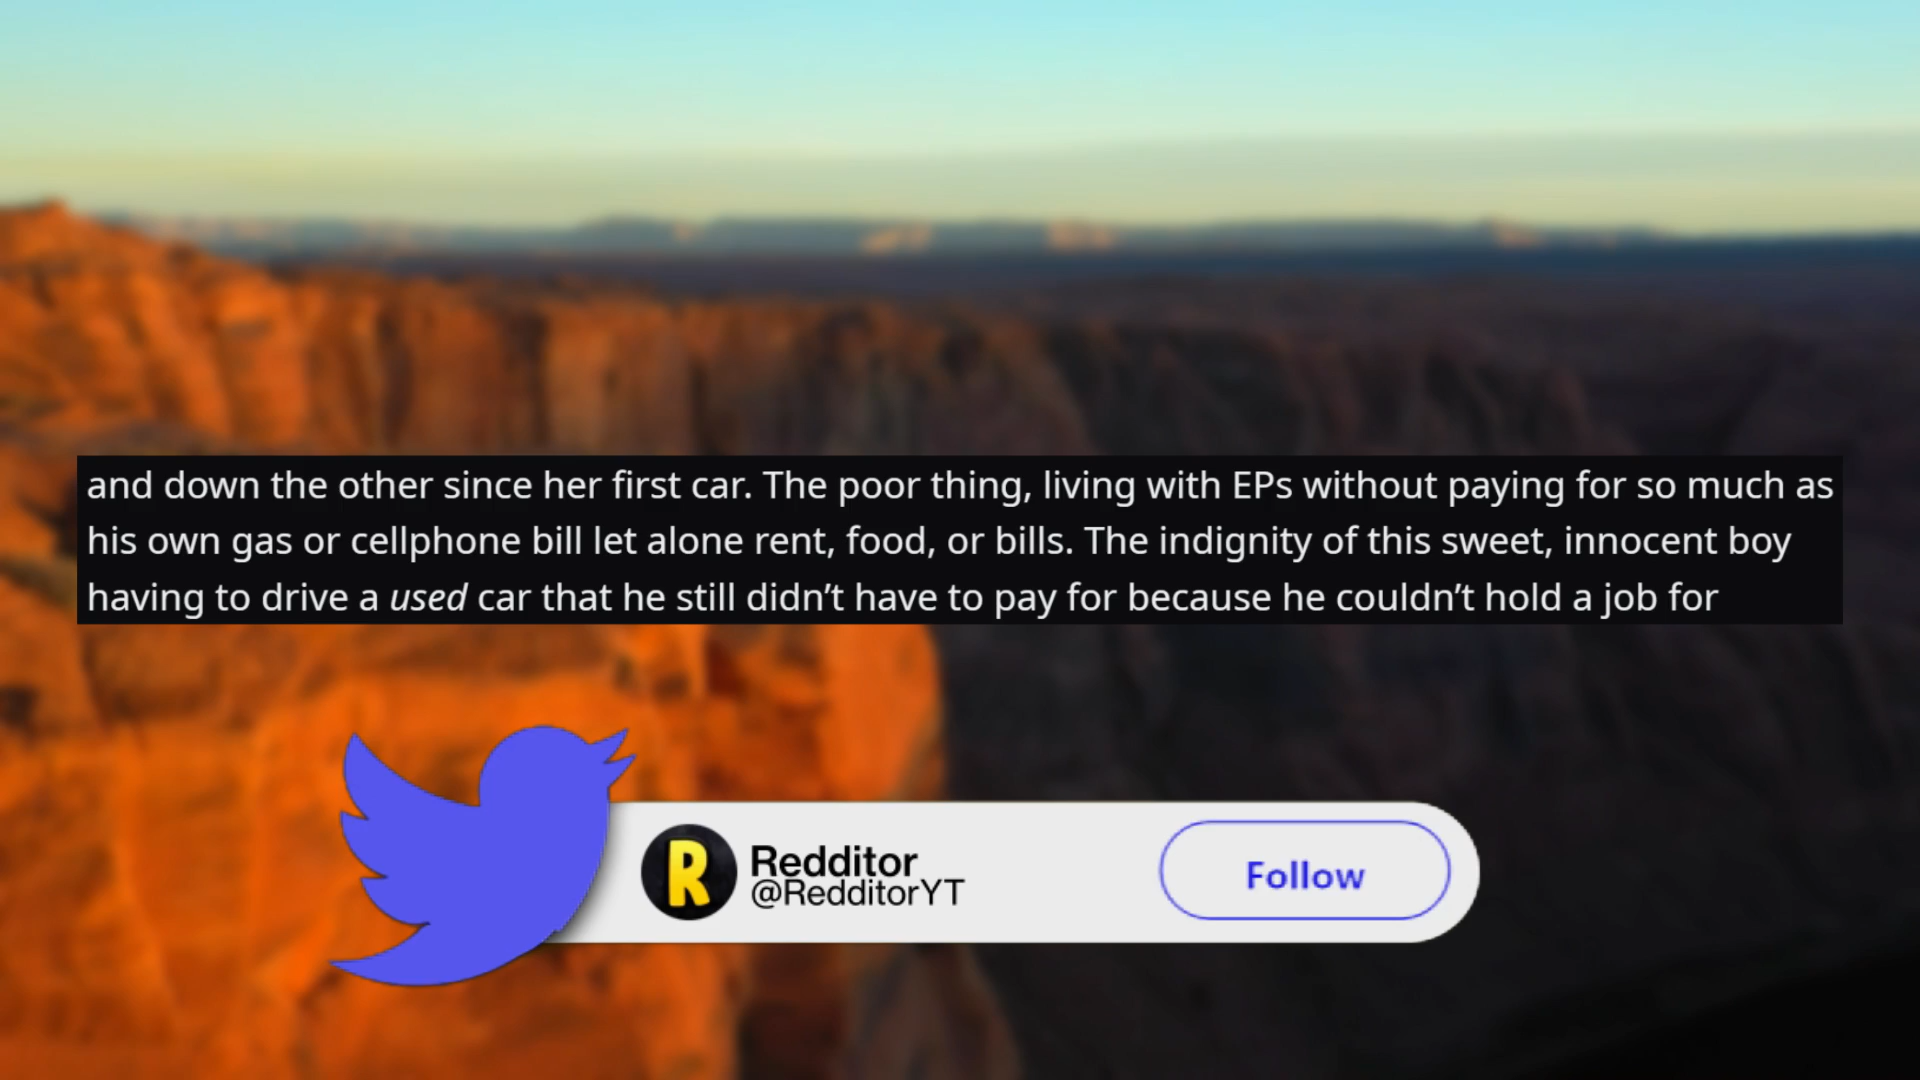 and down the other since her first car. The poor thing, living with EPs without paying for so much as
his own gas or cellphone bill let alone rent, food, or bills. The indignity of this sweet, innocent boy
having to drive a used car that he still didn’t have to pay for because he couldn’t hold a job for
R
Redditor
@RedditorYT
Follow